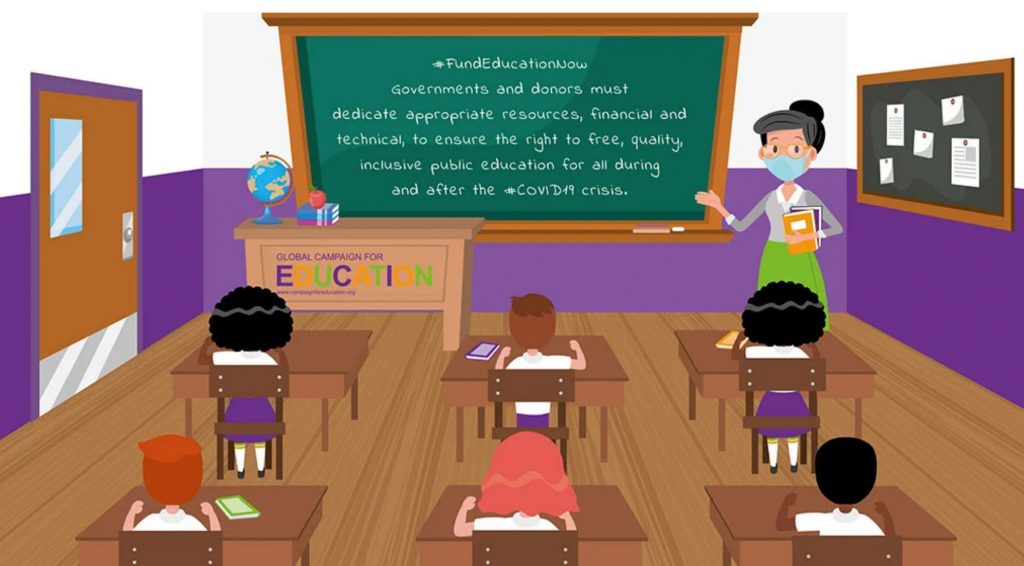 #FundEducationNow
Governments and donors must
dedicate appropriate resources, financial and
technical, to ensure the right to free, quality,
inclusive public education for all during
and after the #COVID19 crisis.
GLOBAL CAMPAIGN FOR
EDUCATION
www.campaignforeducation.org